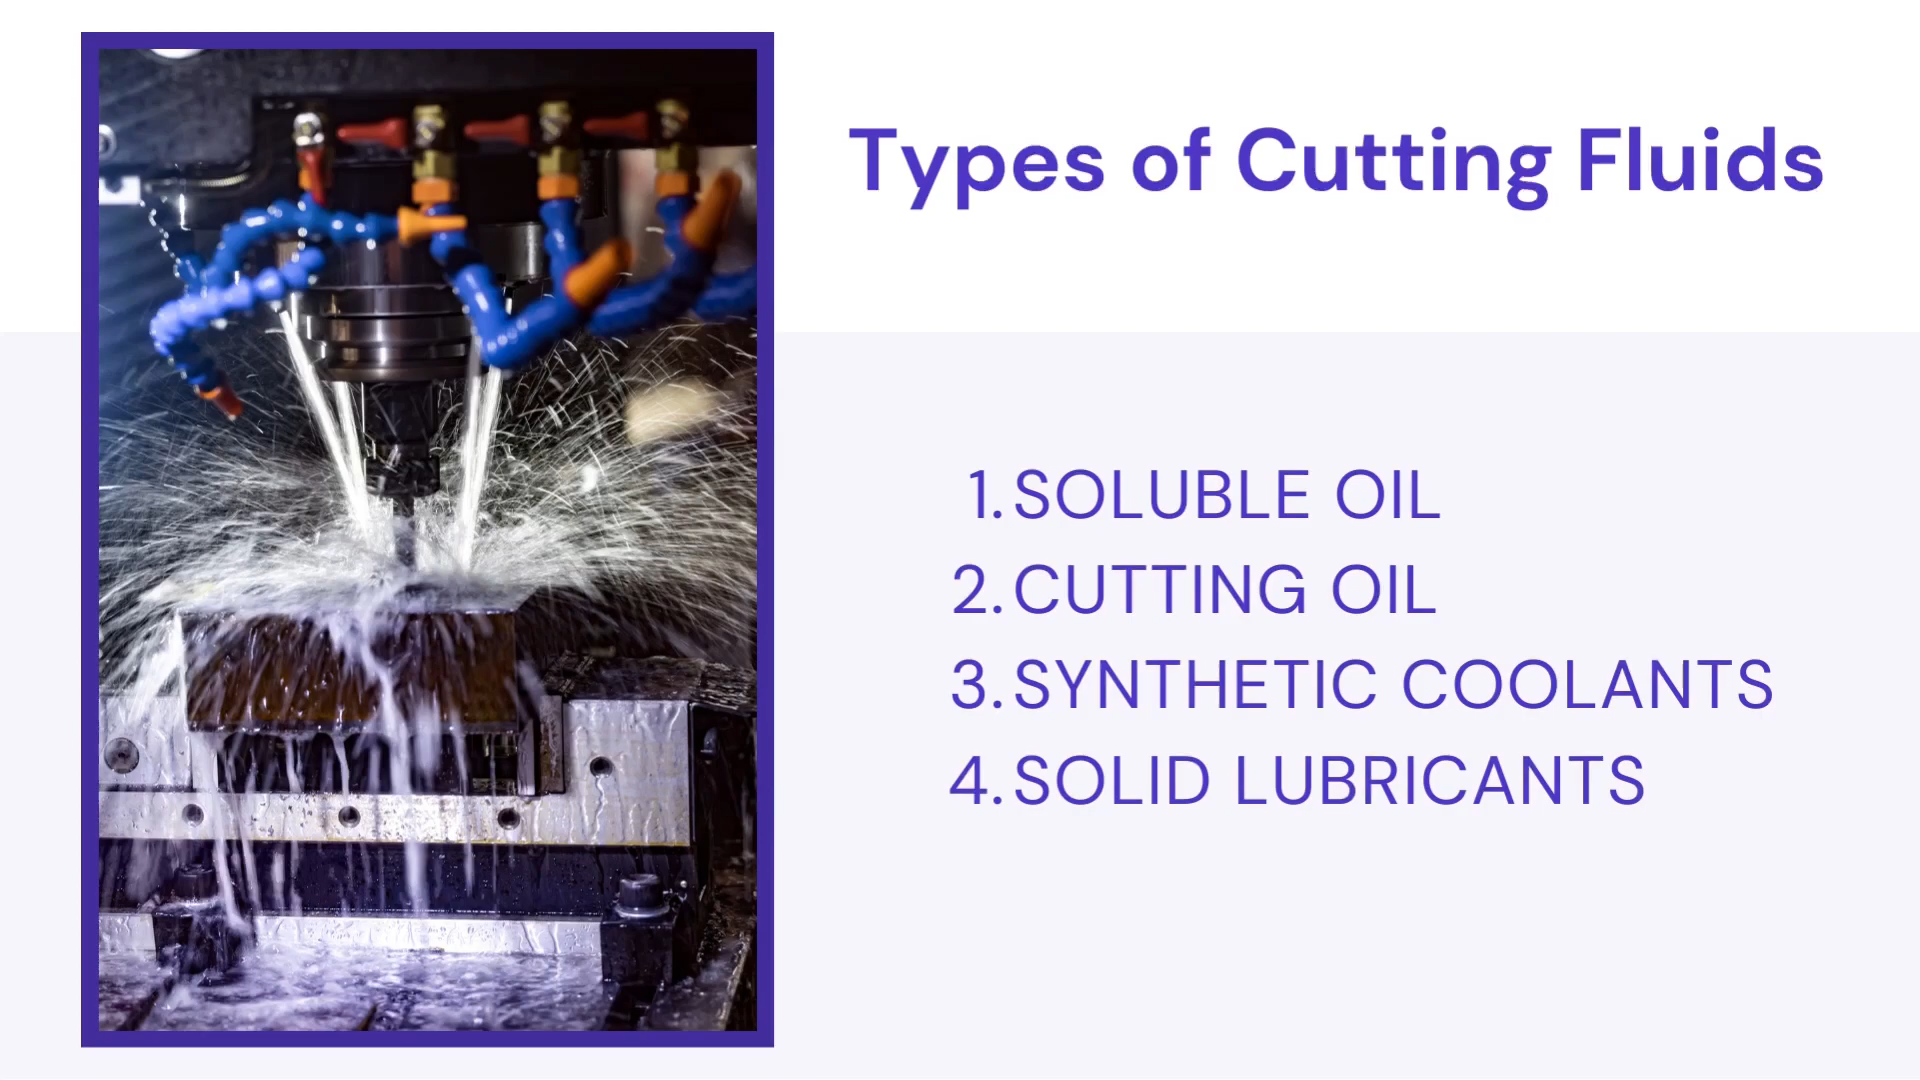 Types of Cutting Fluids
1. SOLUBLE OIL
2. CUTTING OIL
3. SYNTHETIC COOLANTS
4. SOLID LUBRICANTS